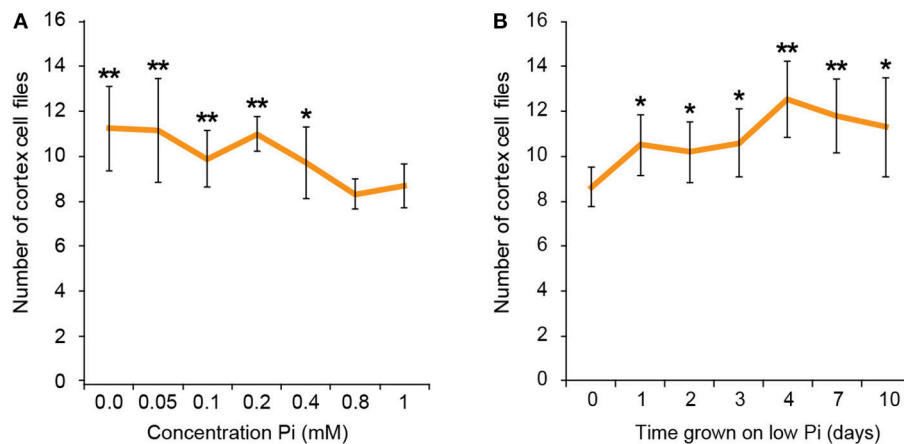 A
Number of cortex cell files
16
14
12
10
8
6
4
2
0
** ** ** ** *
0.0 0.05 0.1 0.2 0.4 0.8 1
Concentration Pi (mM)
B
Number of cortex cell files
16
14
12
10
8
6
4
2
0
* * * ** ** *
0 1 2 3 4 7 10
Time grown on low Pi (days)